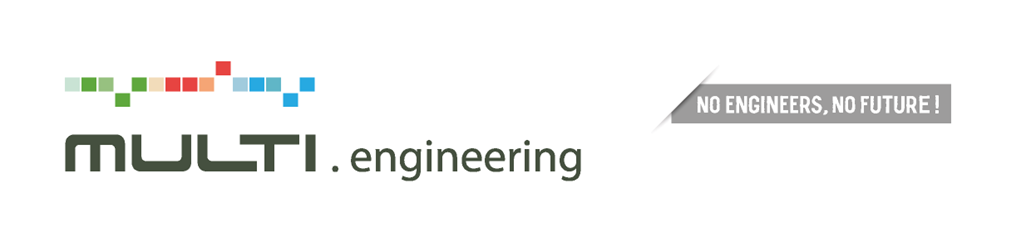 MULTI . engineering
NO ENGINEERS, NO FUTURE !